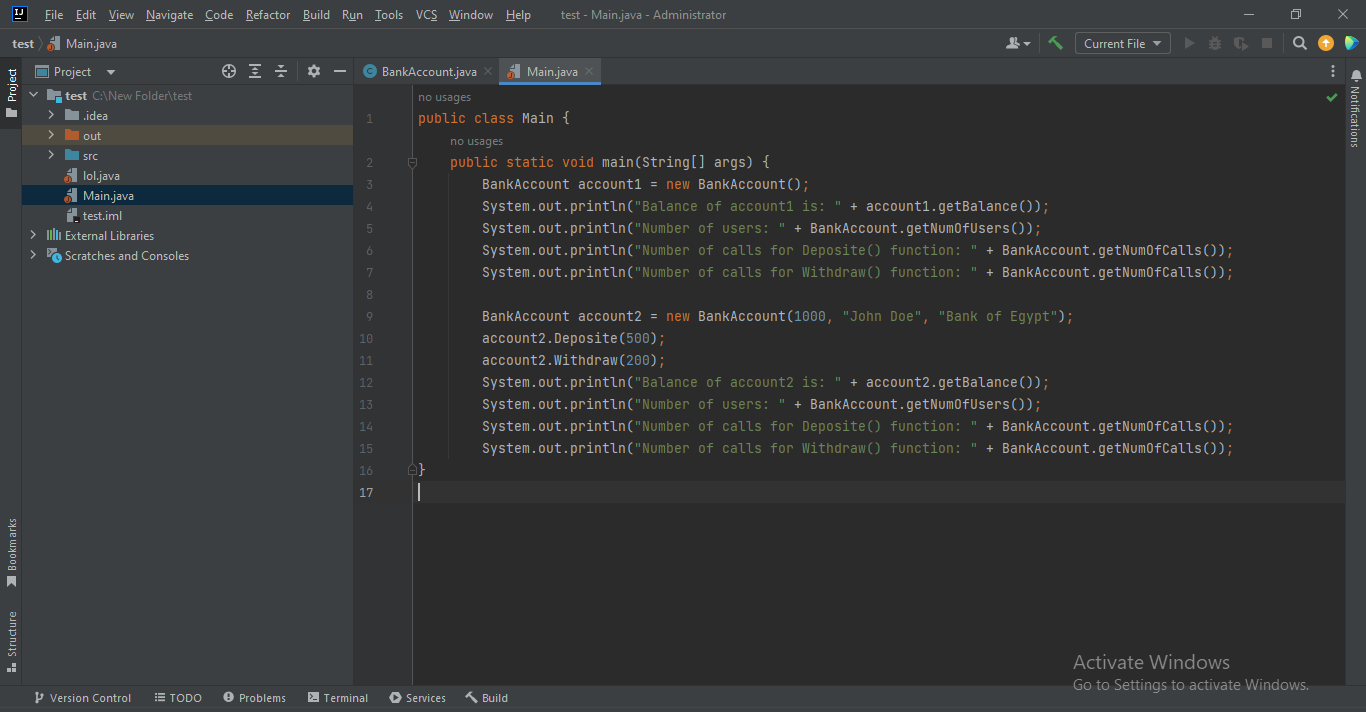 File Edit View Navigate Code Refactor Build Run Tools VCS Window Help test - Main.java - Administrator
test Main.java Current File
Project
Project
BankAccount.java Main.java
test C:\New Folder\test
.idea
out
src
lol.java
Main.java
test.iml
External Libraries
Scratches and Consoles
no usages
1 public class Main {
no usages
2 public static void main(String[] args) {
3 BankAccount account1 = new BankAccount();
4 System.out.println("Balance of account1 is: " + account1.getBalance());
5 System.out.println("Number of users: " + BankAccount.getNumOfUsers());
6 System.out.println("Number of calls for Deposite() function: " + BankAccount.getNumOfCalls());
7 System.out.println("Number of calls for Withdraw() function: " + BankAccount.getNumOfCalls());
8
9 BankAccount account2 = new BankAccount(1000, "John Doe", "Bank of Egypt");
10 account2.Deposite(500);
11 account2.Withdraw(200);
12 System.out.println("Balance of account2 is: " + account2.getBalance());
13 System.out.println("Number of users: " + BankAccount.getNumOfUsers());
14 System.out.println("Number of calls for Deposite() function: " + BankAccount.getNumOfCalls());
15 System.out.println("Number of calls for Withdraw() function: " + BankAccount.getNumOfCalls());
16 }
17
Notifications
Bookmarks
Structure
Activate Windows
Go to Settings to activate Windows.
Version Control TODO Problems Terminal Services Build